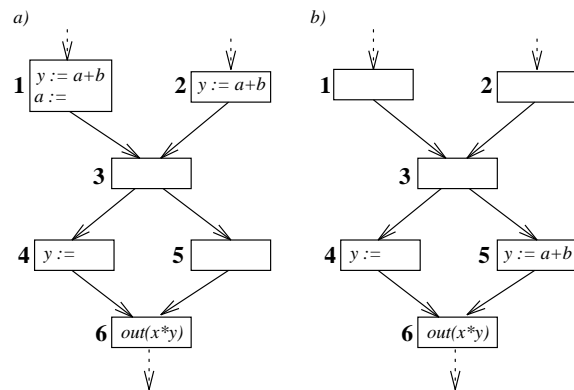 a)
b)
1
y := a+b
a :=
2
y := a+b
1
2
3
3
4
y :=
5
4
y :=
5
y := a+b
6
out(x*y)
6
out(x*y)